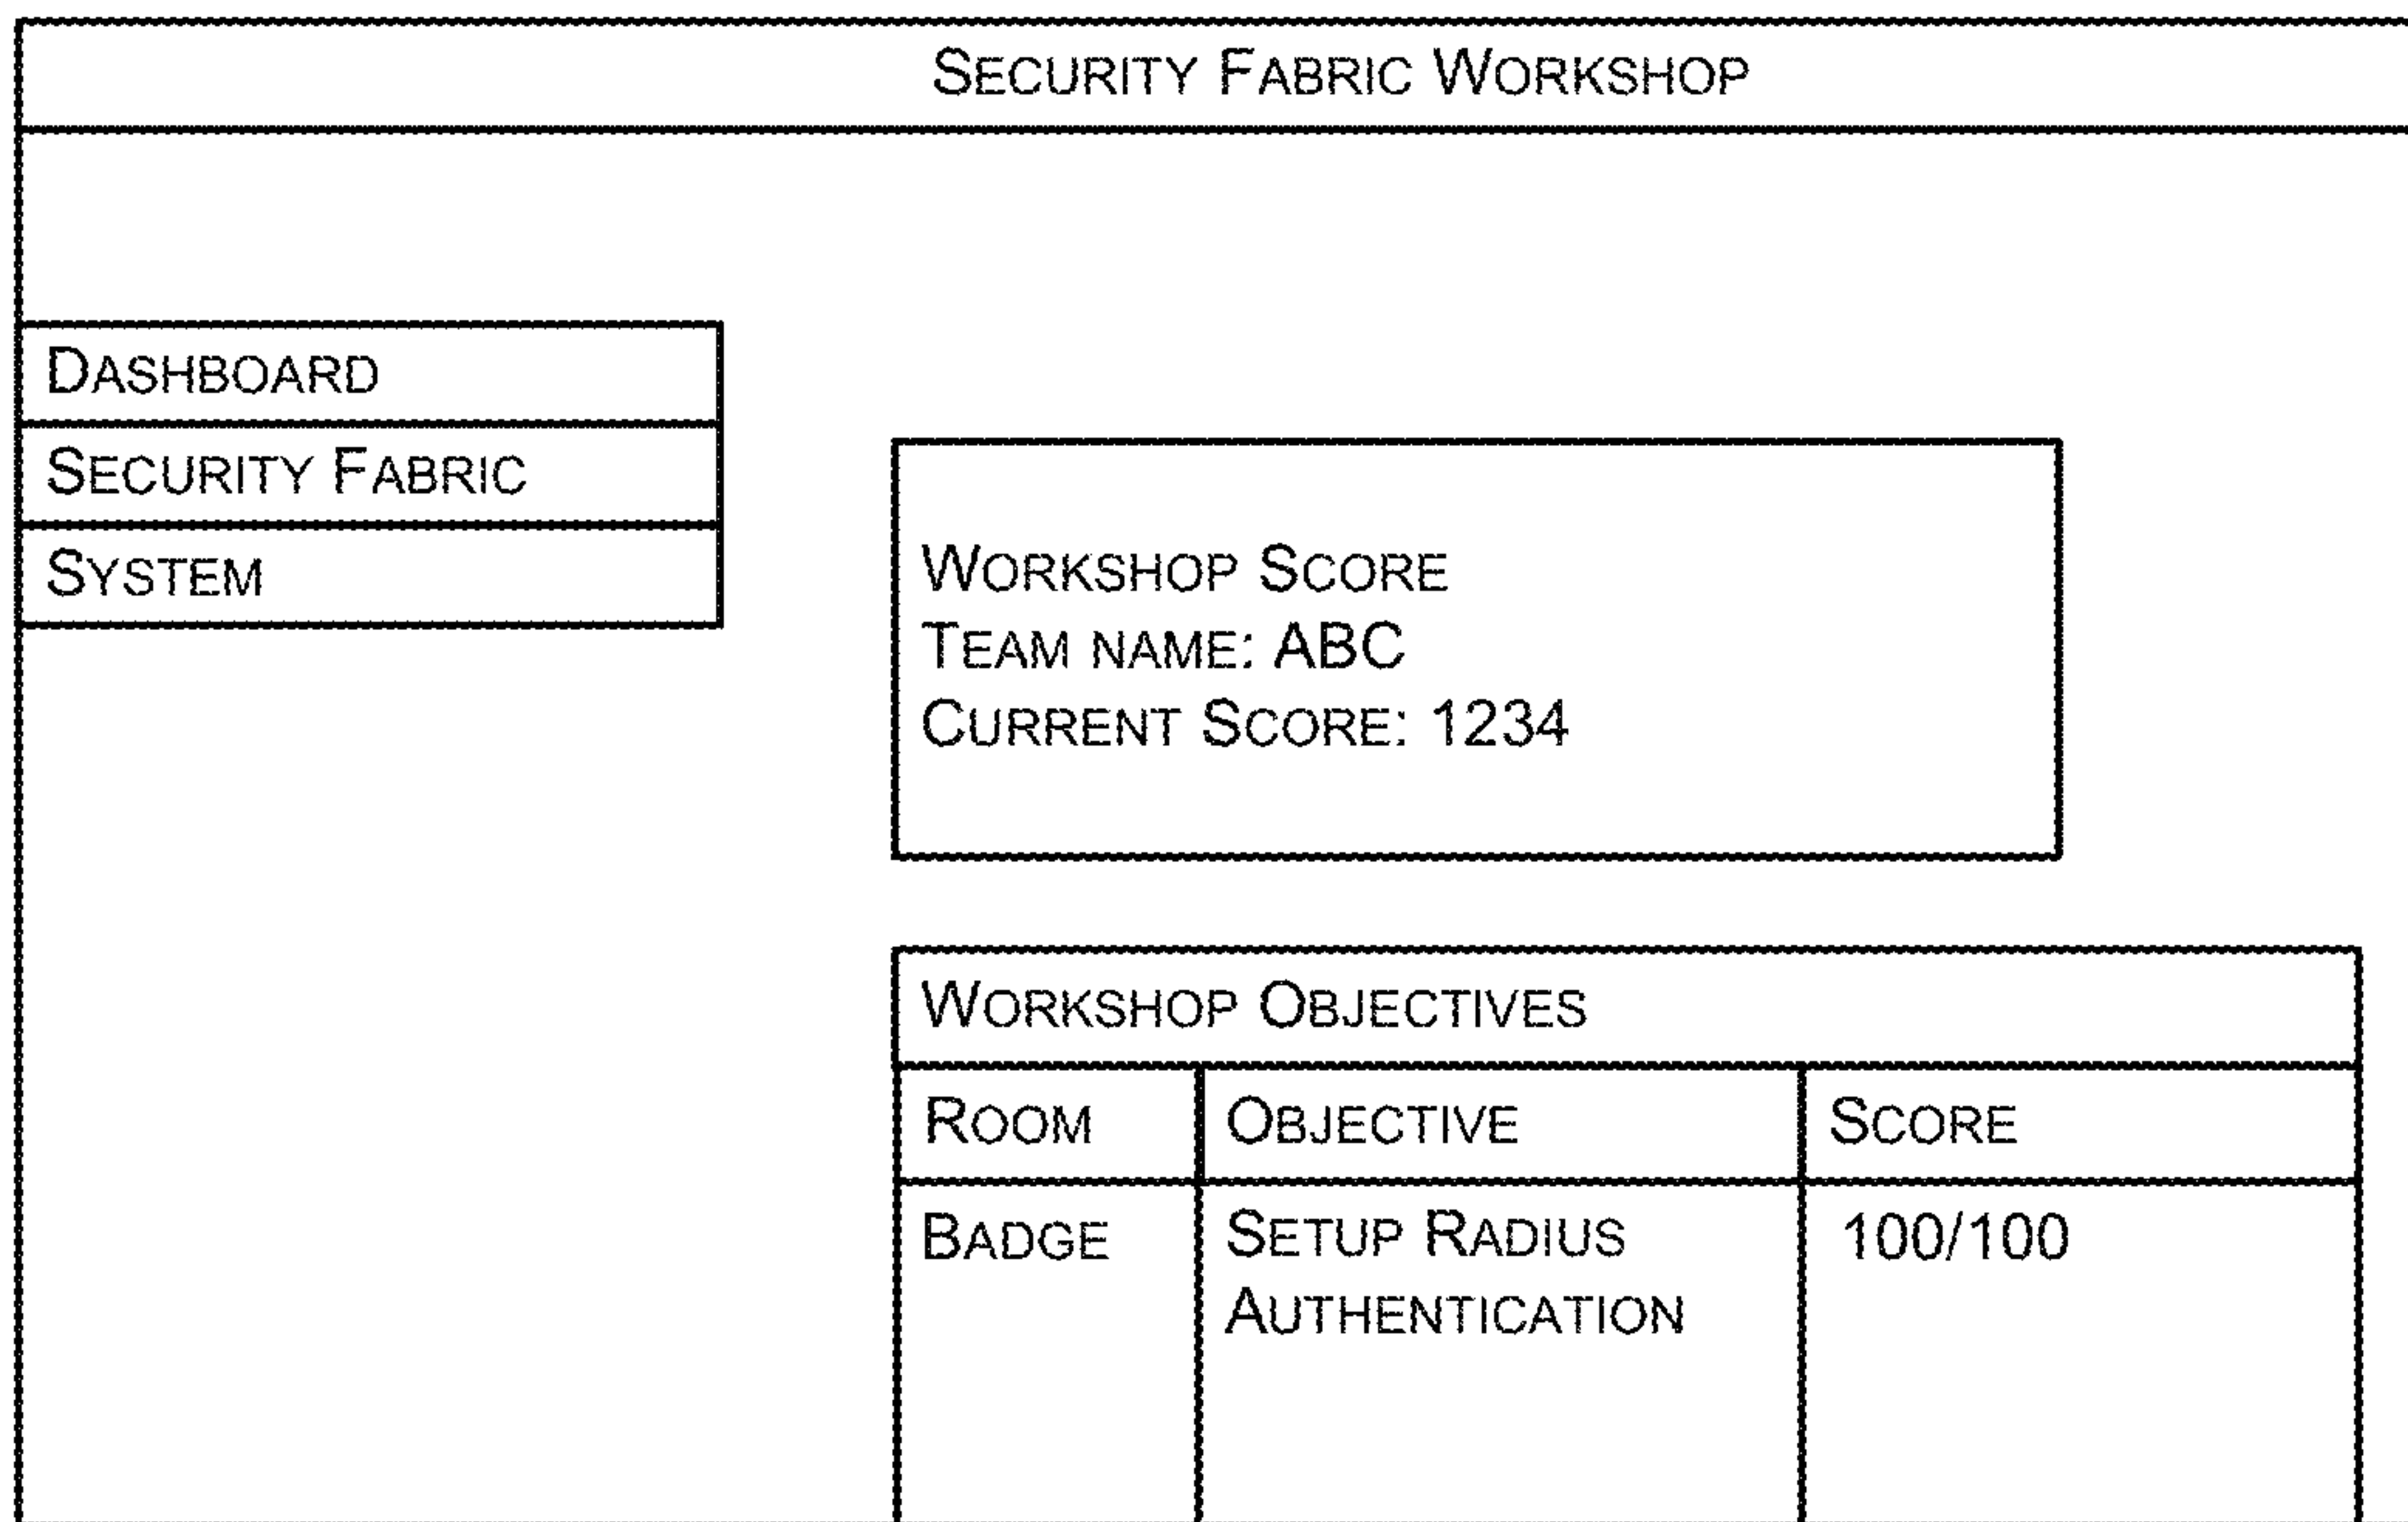 SECURITY FABRIC WORKSHOP
DASHBOARD
SECURITY FABRIC
SYSTEM
WORKSHOP SCORE
TEAM NAME: ABC
CURRENT SCORE: 1234
WORKSHOP OBJECTIVES
ROOM OBJECTIVE SCORE
BADGE SETUP RADIUS 100/100
AUTHENTICATION